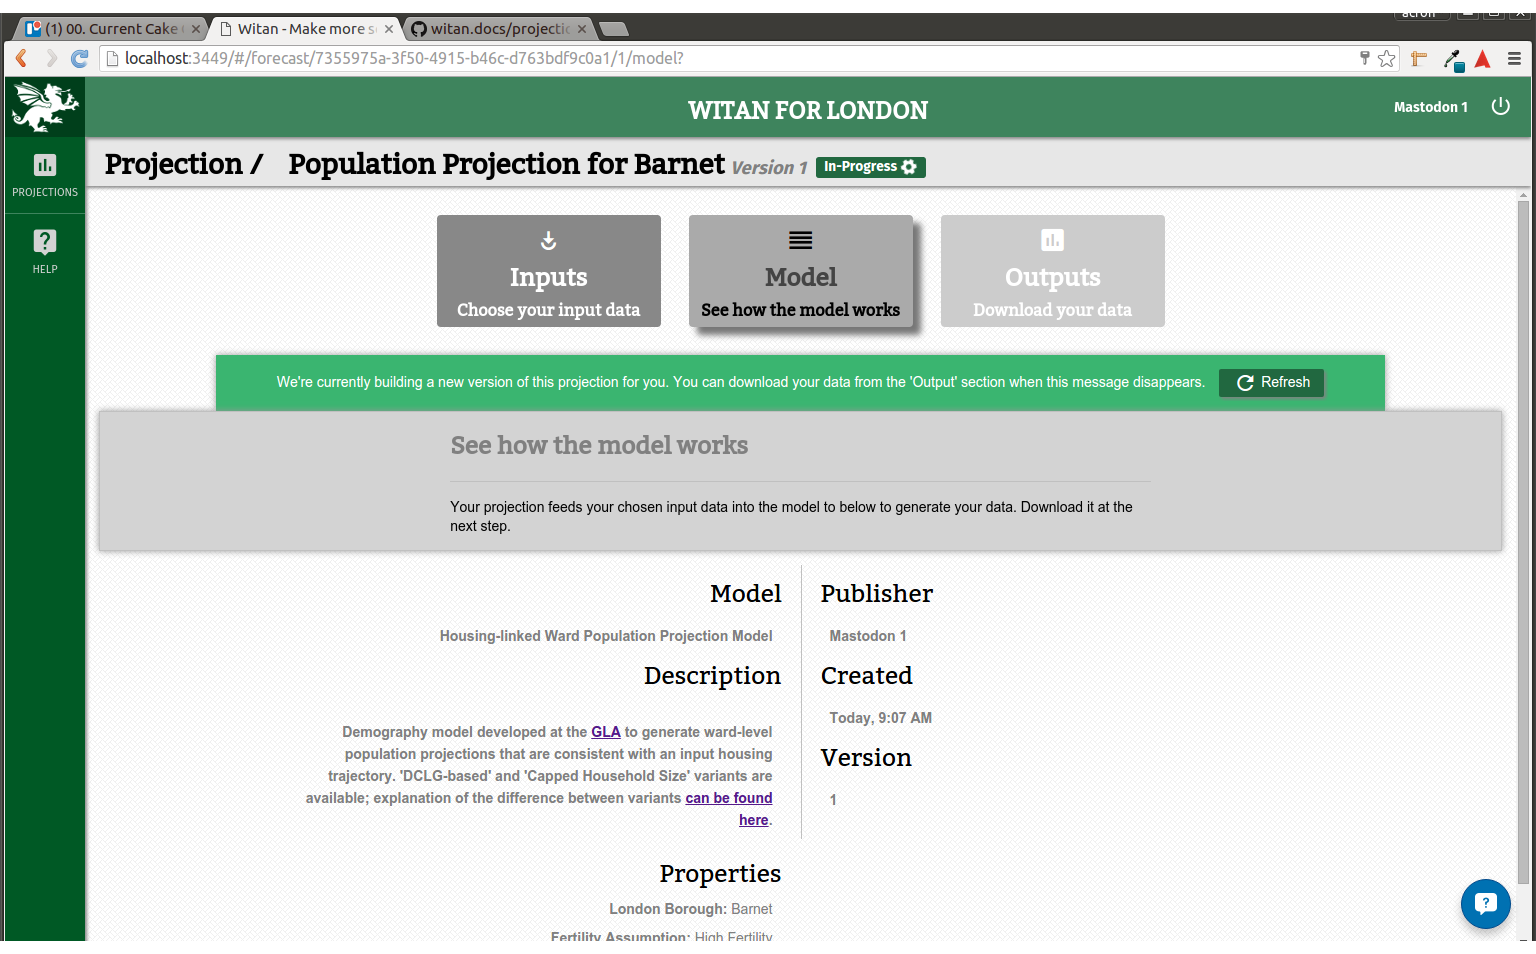 acron
(1) 00. Current Cake
Witan - Make more s
witan.docs/projecti
localhost:3449/#/forecast/7355975a-3f50-4915-b46c-d763bdf9c0a1/1/model?
WITAN FOR LONDON
Mastodon 1
Projection / Population Projection for Barnet Version 1 In-Progress
PROJECTIONS
HELP
Inputs
Choose your input data
Model
See how the model works
Outputs
Download your data
We're currently building a new version of this projection for you. You can download your data from the 'Output' section when this message disappears. Refresh
See how the model works
Your projection feeds your chosen input data into the model to below to generate your data. Download it at the
next step.
Model
Housing-linked Ward Population Projection Model
Description
Demography model developed at the GLA to generate ward-level
population projections that are consistent with an input housing
trajectory. 'DCLG-based' and 'Capped Household Size' variants are
available; explanation of the difference between variants can be found
here.
Publisher
Mastodon 1
Created
Today, 9:07 AM
Version
1
Properties
London Borough: Barnet
Fertility Assumption: High Fertility